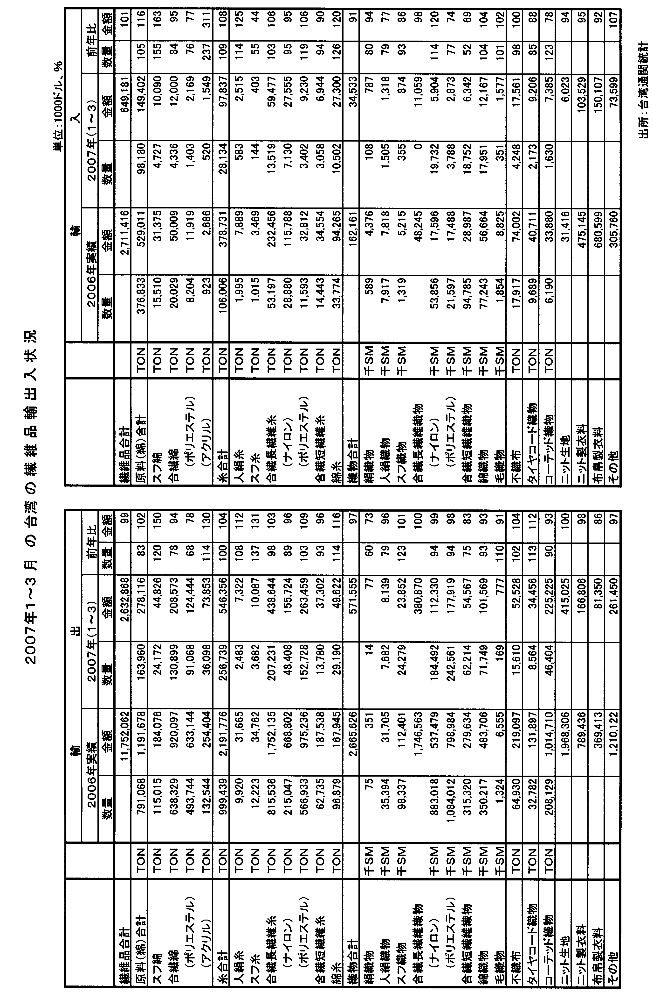 2007年1～3月 の台湾の繊維品輸出入状況
単位:1000ドル、%
輸 出
2006年実績 2007年(1～3) 前年比
数量 金額 数量 金額 数量 金額
繊維品合計 11,752,062 2,632,868 99
原料(綿)合計 TON 791,068 1,191,678 163,960 278,116 83 102
スフ綿 TON 115,015 184,076 24,172 44,826 120 150
合繊綿 TON 638,329 920,097 130,899 208,573 78 94
(ポリエステル) TON 493,744 633,144 91,068 124,444 68 78
(アクリル) TON 132,544 254,404 36,098 73,853 114 130
糸合計 TON 999,439 2,191,776 256,739 546,356 100 104
人絹糸 TON 9,920 31,665 2,483 7,322 108 112
スフ糸 TON 12,223 34,762 3,682 10,087 137 131
合繊長繊維糸 TON 815,536 1,752,135 207,231 438,644 98 103
(ナイロン) TON 215,047 668,802 48,408 155,724 89 96
(ポリエステル) TON 566,933 975,236 152,728 263,459 103 109
合繊短繊維糸 TON 62,735 187,538 13,780 37,302 93 96
綿糸 TON 96,879 167,945 29,190 49,622 114 116
織物合計 2,665,626 571,555 97
絹織物 千SM 75 351 14 77 60 73
人絹織物 千SM 35,394 31,705 7,682 8,139 79 96
スフ織物 千SM 98,337 112,401 24,279 23,852 123 101
合繊長繊維織物 1,746,563 380,870 100
(ナイロン) 千SM 883,018 537,479 184,492 112,330 94 99
(ポリエステル) 千SM 1,084,012 798,984 242,561 177,919 94 98
合繊短繊維織物 千SM 315,320 279,634 62,214 54,567 75 83
綿織物 千SM 350,217 483,706 71,749 101,569 93 93
毛織物 千SM 1,324 6,555 169 777 110 91
不織布 TON 64,930 219,097 15,610 52,528 102 104
タイヤコード織物 TON 32,782 131,897 8,564 34,456 113 112
コーテッド織物 TON 208,129 1,014,710 46,404 225,225 90 93
ニット生地 1,968,306 415,025 100
ニット製衣料 789,436 166,806 98
布帛製衣料 369,413 81,350 86
その他 1,210,122 261,450 97
輸 入
2006年実績 2007年(1～3) 前年比
数量 金額 数量 金額 数量 金額
繊維品合計 2,711,416 649,181 101
原料(綿)合計 TON 376,833 529,011 98,180 149,402 105 116
スフ綿 TON 15,510 31,375 4,727 10,090 155 163
合繊綿 TON 20,029 50,009 4,336 12,000 84 95
(ポリエステル) TON 8,204 11,919 1,403 2,169 76 77
(アクリル) TON 923 2,686 520 1,549 237 311
糸合計 TON 106,006 378,731 28,134 97,837 109 108
人絹糸 TON 1,995 7,889 583 2,515 114 125
スフ糸 TON 1,015 3,469 144 403 55 44
合繊長繊維糸 TON 53,197 232,456 13,519 59,477 103 106
(ナイロン) TON 28,880 115,788 7,130 27,555 95 95
(ポリエステル) TON 11,593 32,812 3,402 9,230 119 106
合繊短繊維糸 TON 14,443 34,554 3,058 6,944 94 90
綿糸 TON 33,774 94,265 10,502 27,300 126 120
織物合計 162,161 34,533 91
絹織物 千SM 589 4,376 108 787 80 94
人絹織物 千SM 7,917 7,818 1,505 1,318 79 77
スフ織物 千SM 1,319 5,215 355 874 93 86
合繊長繊維織物 48,245 0 11,059 98
(ナイロン) 千SM 53,856 17,596 19,732 5,904 114 120
(ポリエステル) 千SM 21,597 17,488 3,788 2,873 77 74
合繊短繊維織物 千SM 94,785 28,987 18,752 6,342 52 69
綿織物 千SM 77,243 56,664 17,951 12,167 104 104
毛織物 千SM 1,854 8,825 351 1,577 101 102
不織布 TON 17,917 74,002 4,248 17,561 98 100
タイヤコード織物 TON 9,689 40,711 2,173 9,206 85 88
コーテッド織物 TON 6,190 33,880 1,630 7,385 123 78
ニット生地 31,416 6,023 94
ニット製衣料 475,145 103,529 95
布帛製衣料 680,599 150,107 92
その他 305,760 73,599 107
出所:台湾通関統計